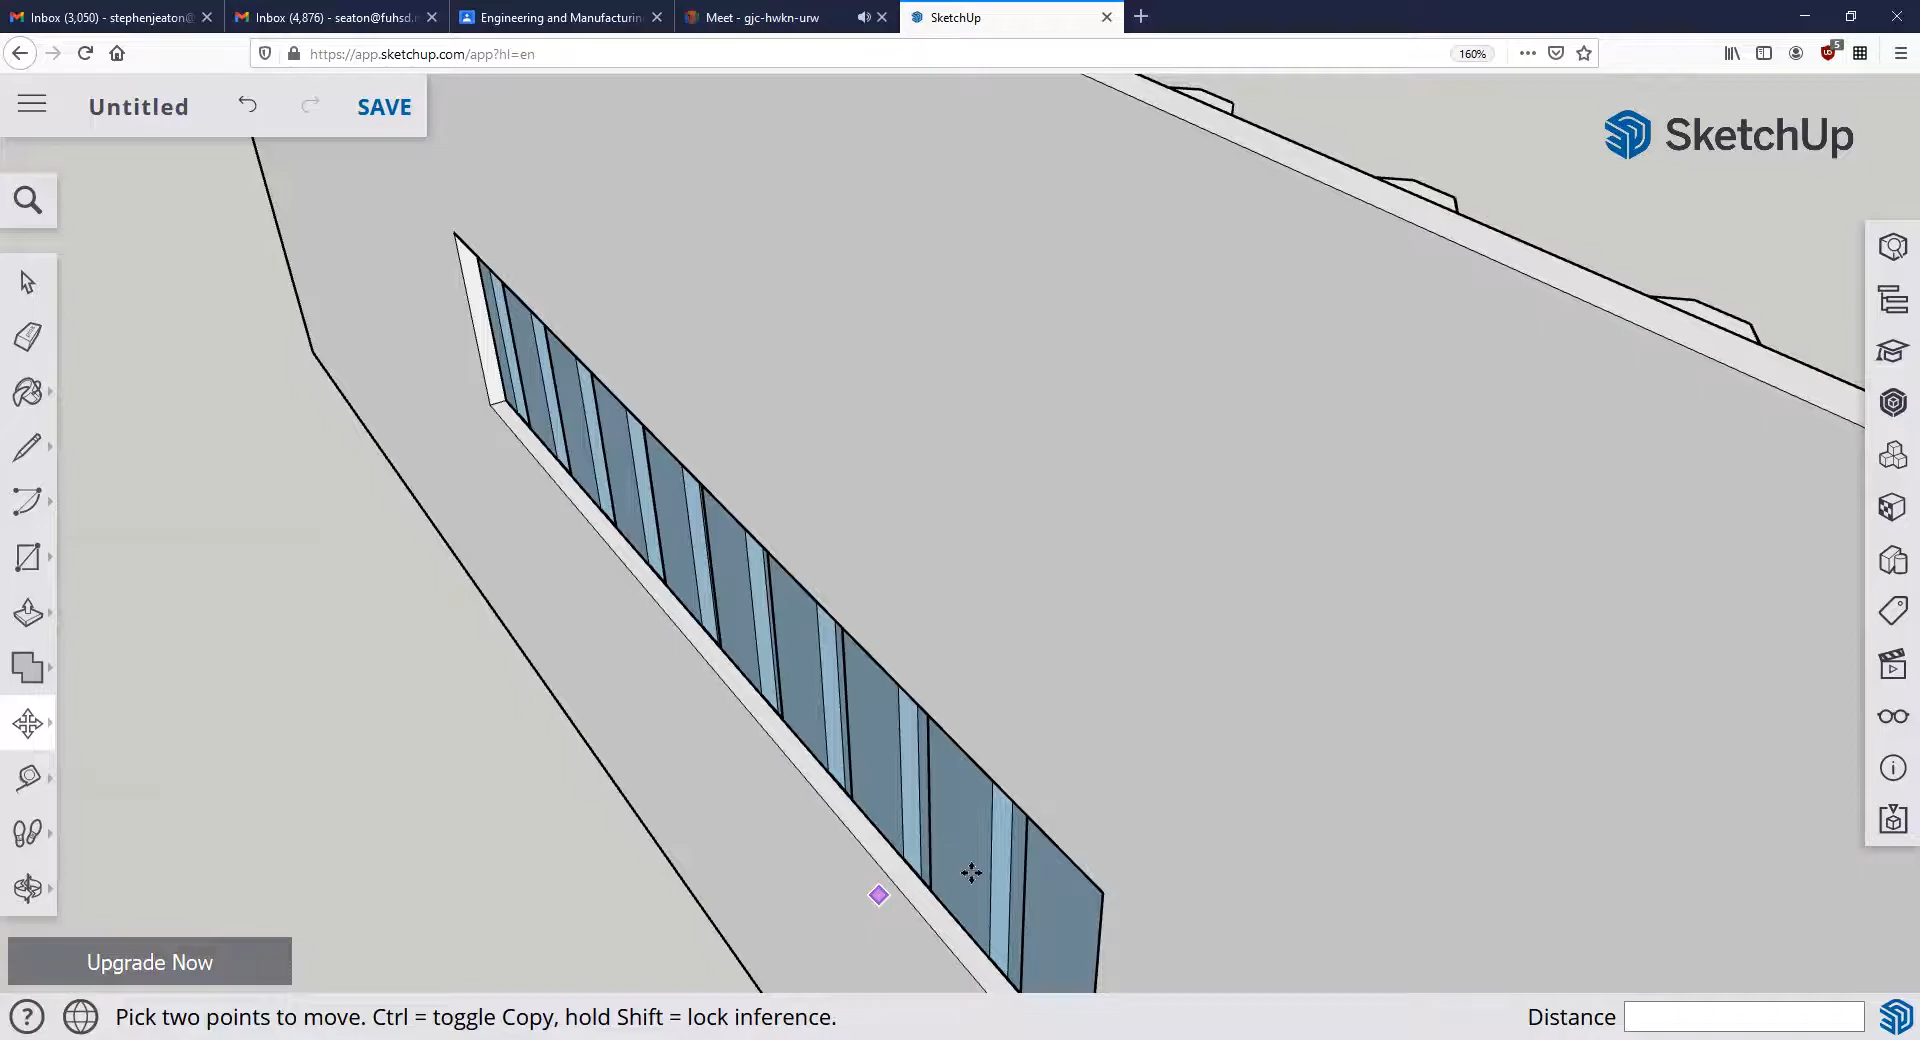 Inbox (3,050) - stephenjeaton@
Inbox (4,876) - seaton@fuhsd.
Engineering and Manufacturin
Meet - gjc-hwkn-urw
SketchUp
https://app.sketchup.com/app?hl=en
160%
5
Untitled
SAVE
SketchUp
Upgrade Now
Pick two points to move. Ctrl = toggle Copy, hold Shift = lock inference.
Distance